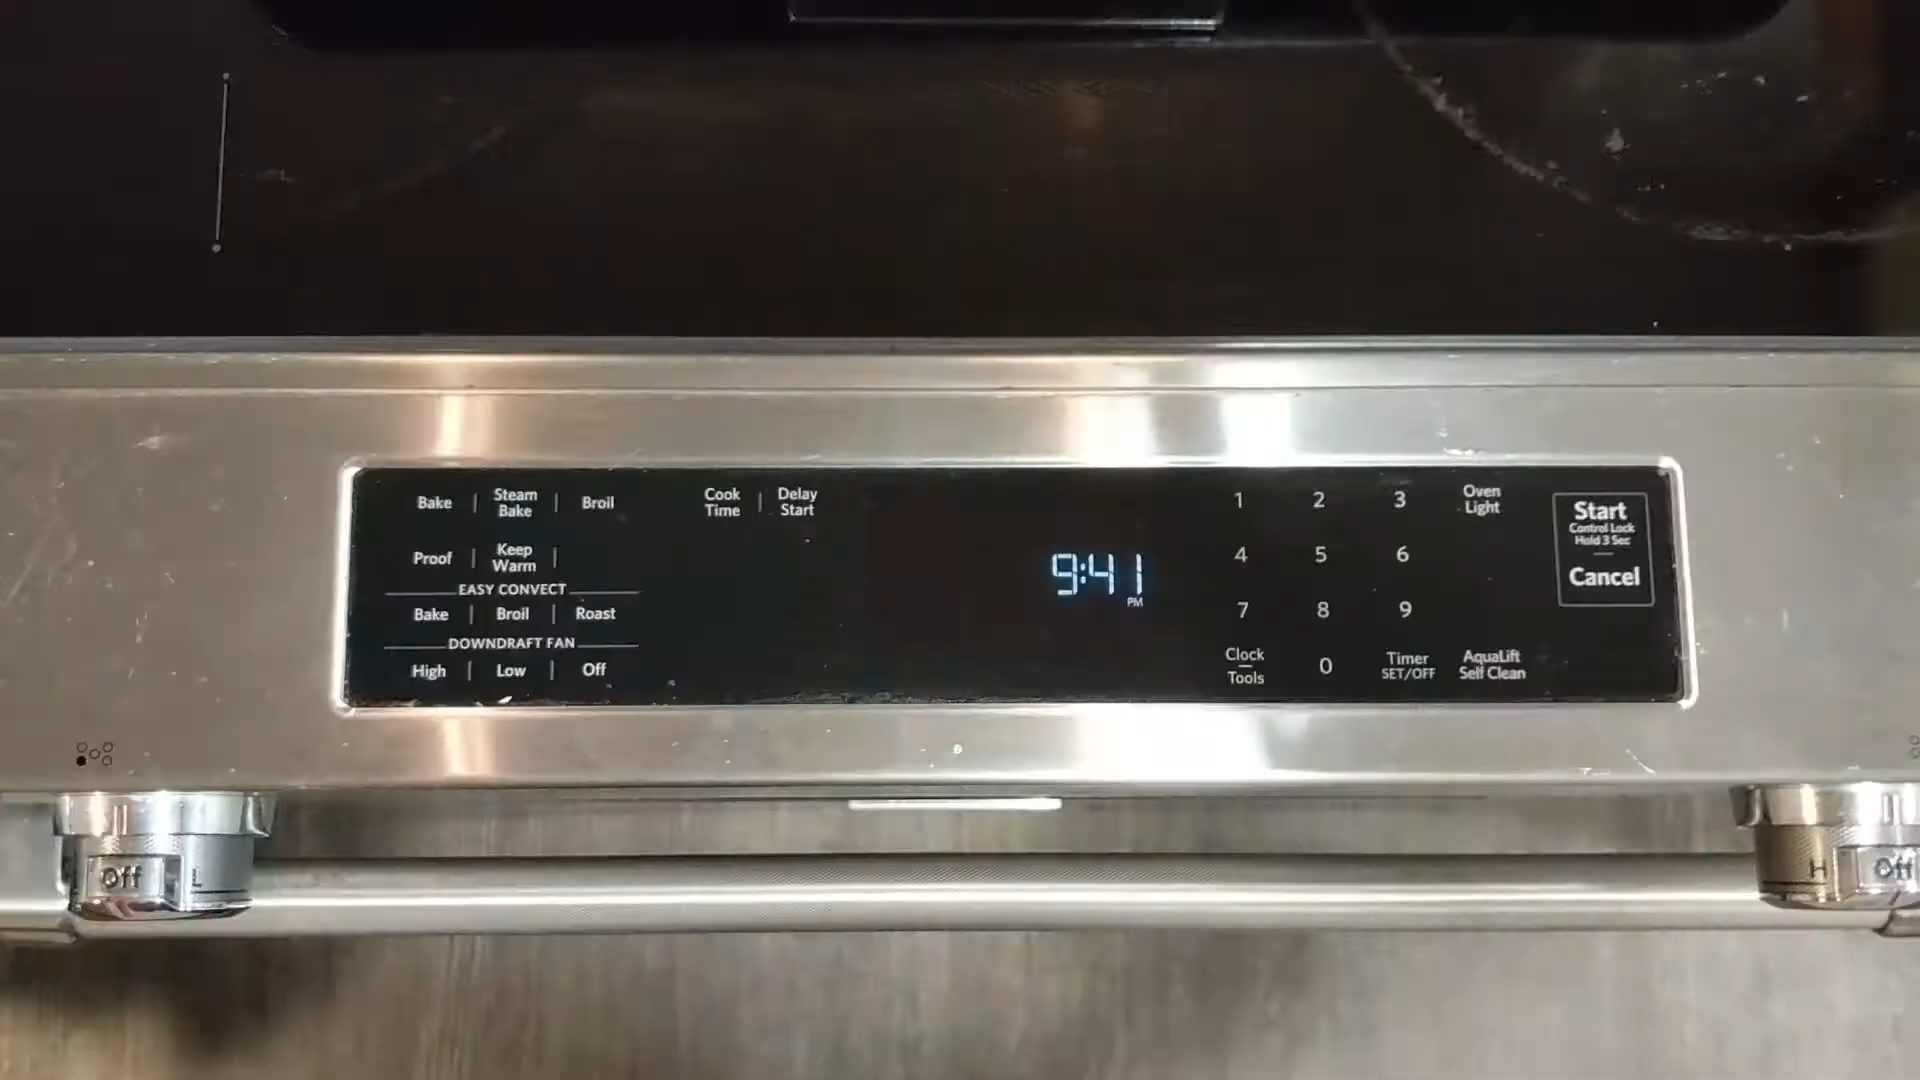 Bake | Steam Bake | Broil
Cook Time | Delay Start
Proof | Keep Warm |
EASY CONVECT
Bake | Broil | Roast
DOWNDRAFT FAN
High | Low | Off
9:41
PM
1 2 3
4 5 6
7 8 9
0
Clock
Tools
Timer
SET/OFF
Oven
Light
AquaLift
Self Clean
Start
Control Lock
Hold 3 Sec
Cancel
Off L
H Off